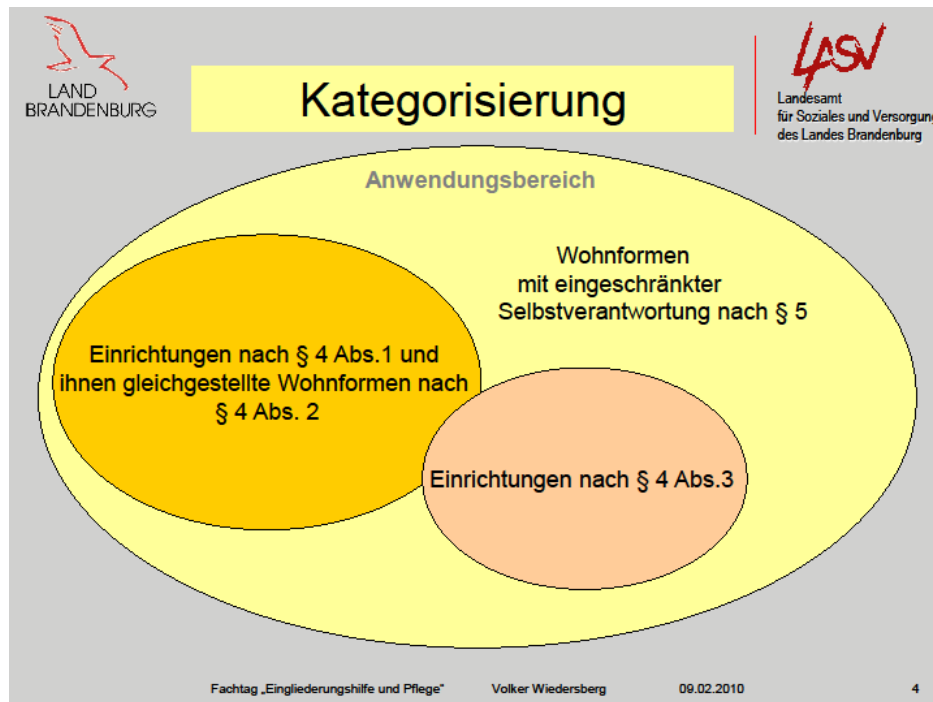 LAND
BRANDENBURG
Kategorisierung
LASV
Landesamt
für Soziales und Versorgung
des Landes Brandenburg
Anwendungsbereich
Wohnformen
mit eingeschränkter
Selbstverantwortung nach § 5
Einrichtungen nach § 4 Abs.1 und
ihnen gleichgestellte Wohnformen nach
§ 4 Abs. 2
Einrichtungen nach § 4 Abs.3
Fachtag „Eingliederungshilfe und Pflege“ Volker Wiedersberg 09.02.2010 4